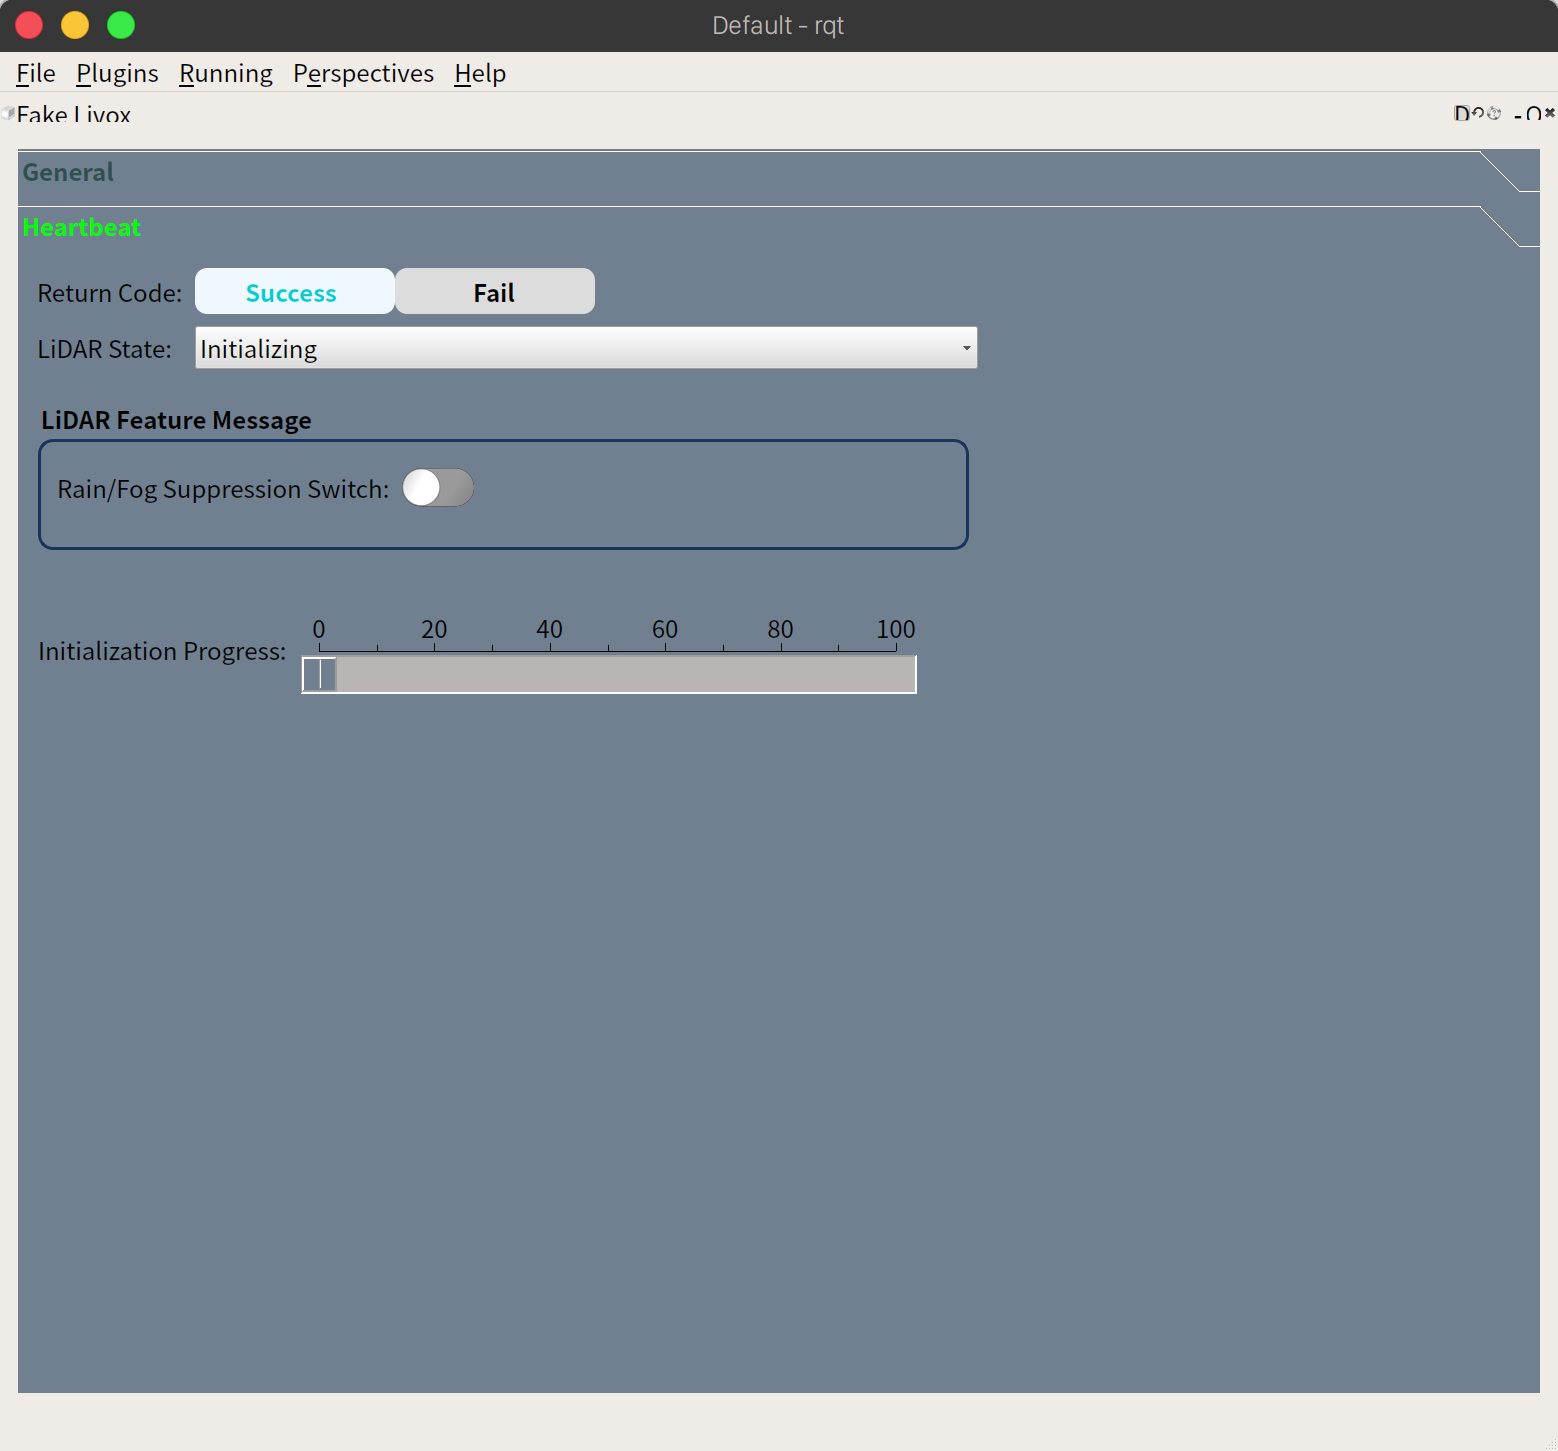 Default - rqt
File Plugins Running Perspectives Help
Fake Livox D
General
Heartbeat
Return Code: Success Fail
LiDAR State: Initializing
LiDAR Feature Message
Rain/Fog Suppression Switch:
0 20 40 60 80 100
Initialization Progress: